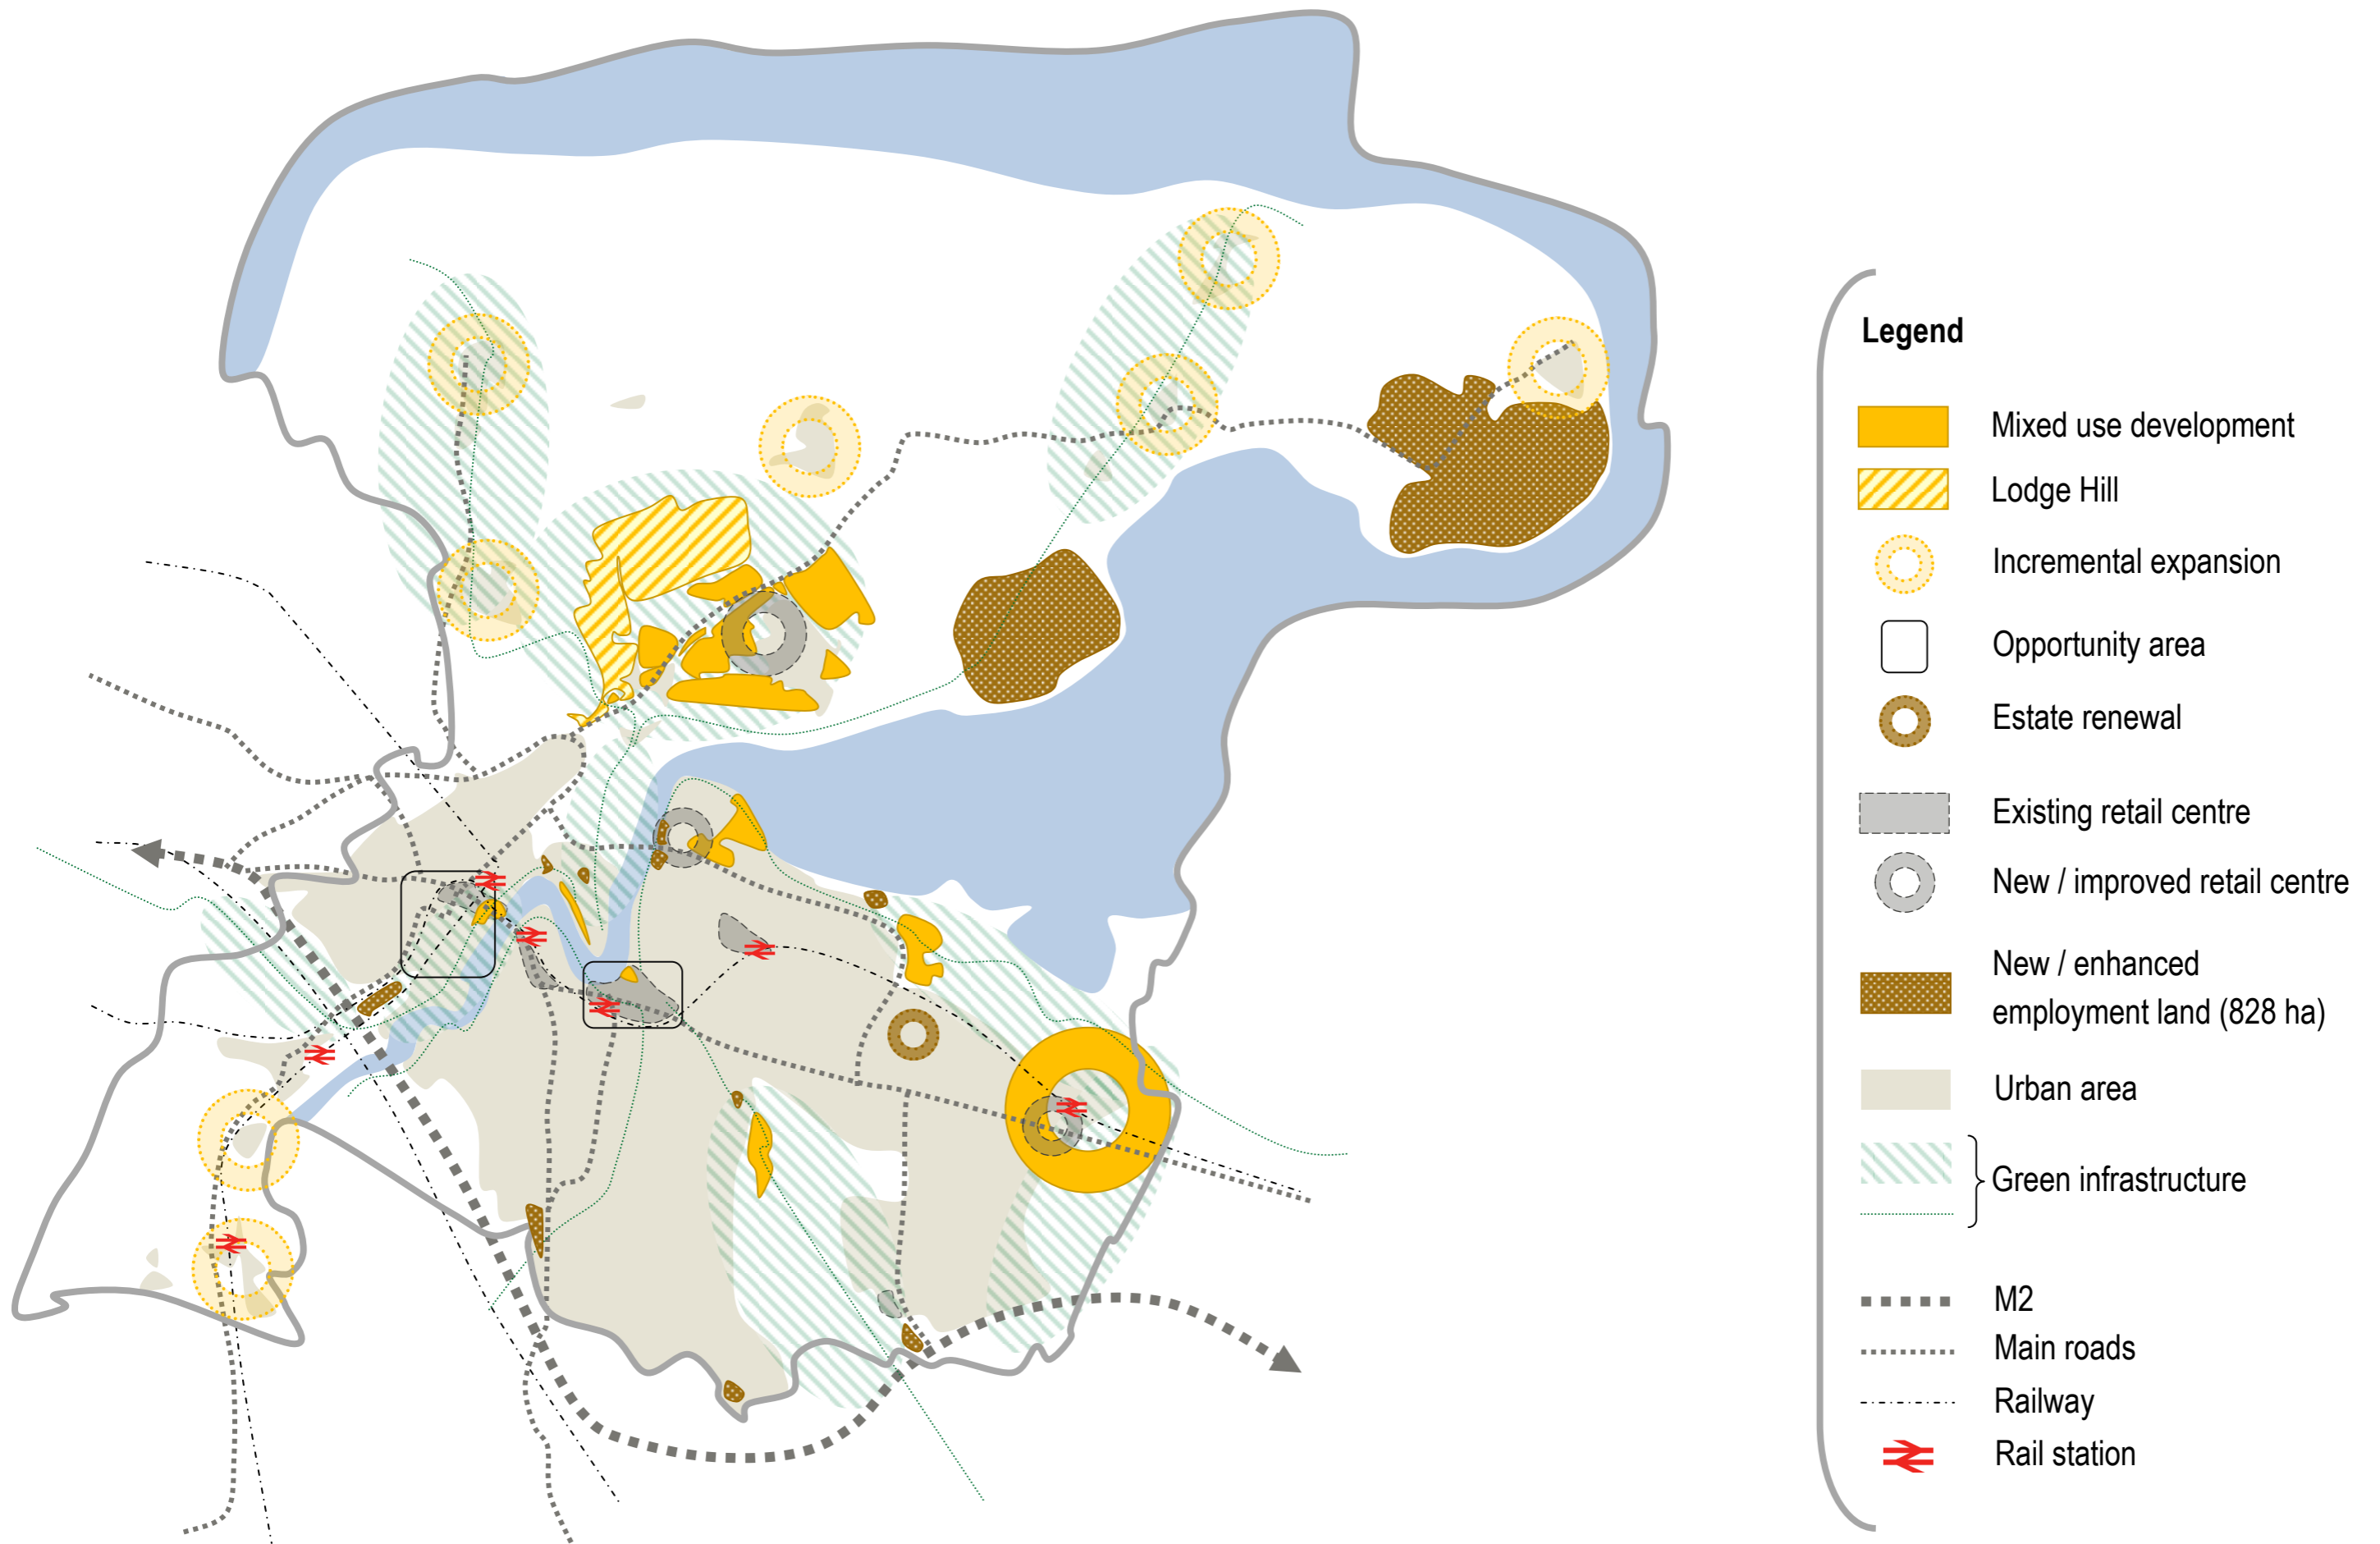 Legend
Mixed use development
Lodge Hill
Incremental expansion
Opportunity area
Estate renewal
Existing retail centre
New / improved retail centre
New / enhanced
employment land (828 ha)
Urban area
Green infrastructure
M2
Main roads
Railway
Rail station